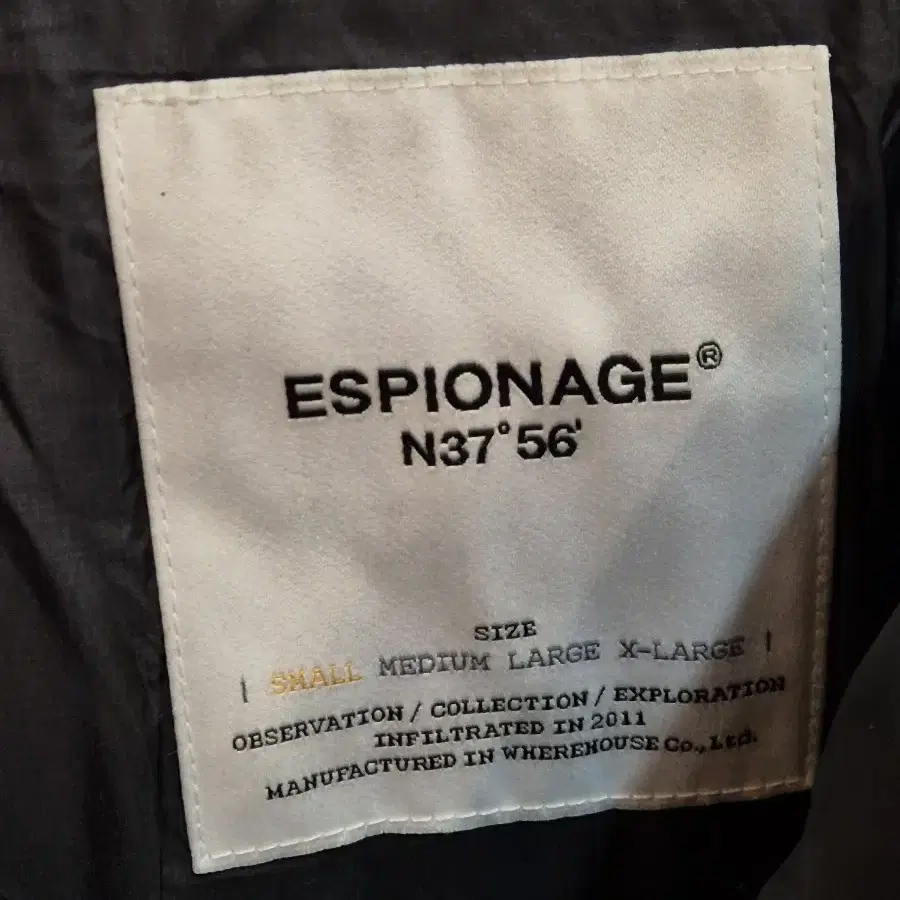 ESPIONAGE®
N37°56'
SIZE
| SMALL MEDIUM LARGE X-LARGE |
OBSERVATION / COLLECTION / EXPLORATION
INFILTRATED IN 2011
MANUFACTURED IN WHEREHOUSE Co., Ltd.